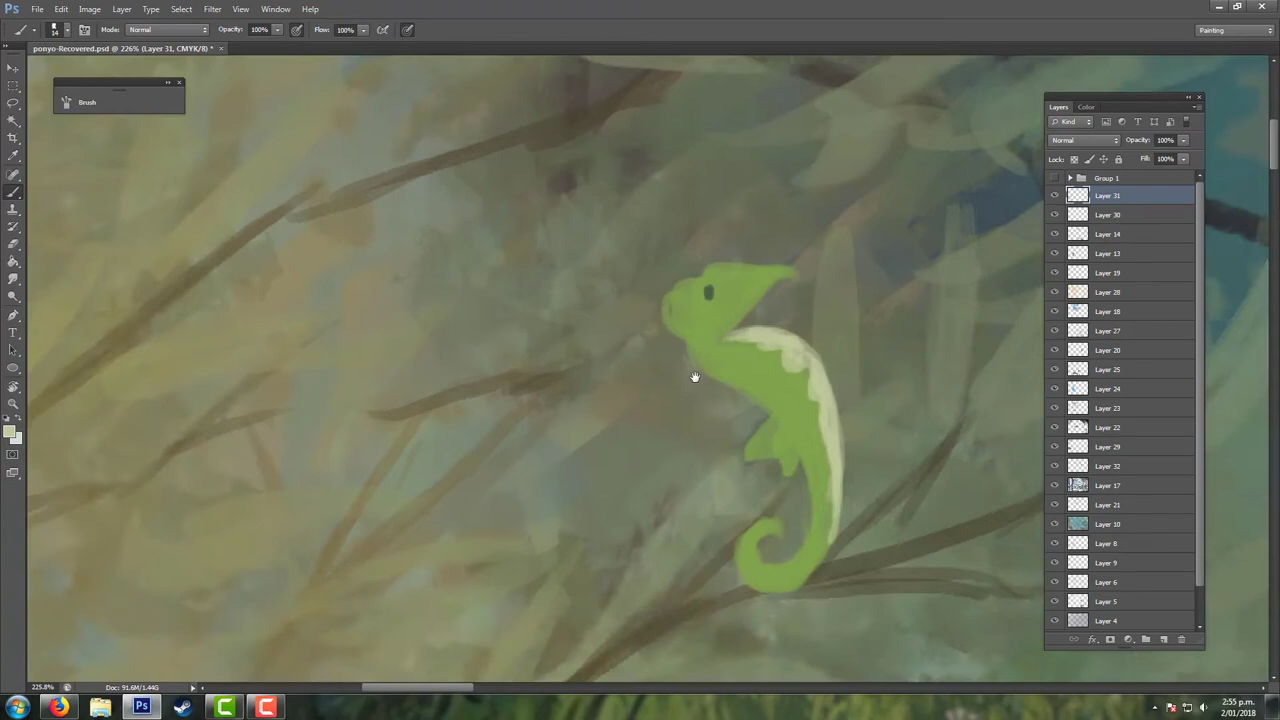 Ps File Edit Image Layer Type Select Filter View Window Help
14 Mode: Normal Opacity: 100% Flow: 100% Painting
ponyo-Recovered.psd @ 226% (Layer 31, CMYK/8) * ×
Brush
Layers Color
Kind
Normal Opacity: 100%
Lock: Fill: 100%
Group 1
Layer 31
Layer 30
Layer 14
Layer 13
Layer 19
Layer 28
Layer 18
Layer 27
Layer 20
Layer 25
Layer 24
Layer 23
Layer 22
Layer 29
Layer 32
Layer 17
Layer 21
Layer 10
Layer 8
Layer 9
Layer 6
Layer 5
Layer 4
225.8% Doc: 91.6M/1.44G
Ps 2:55 p.m.
2/01/2018